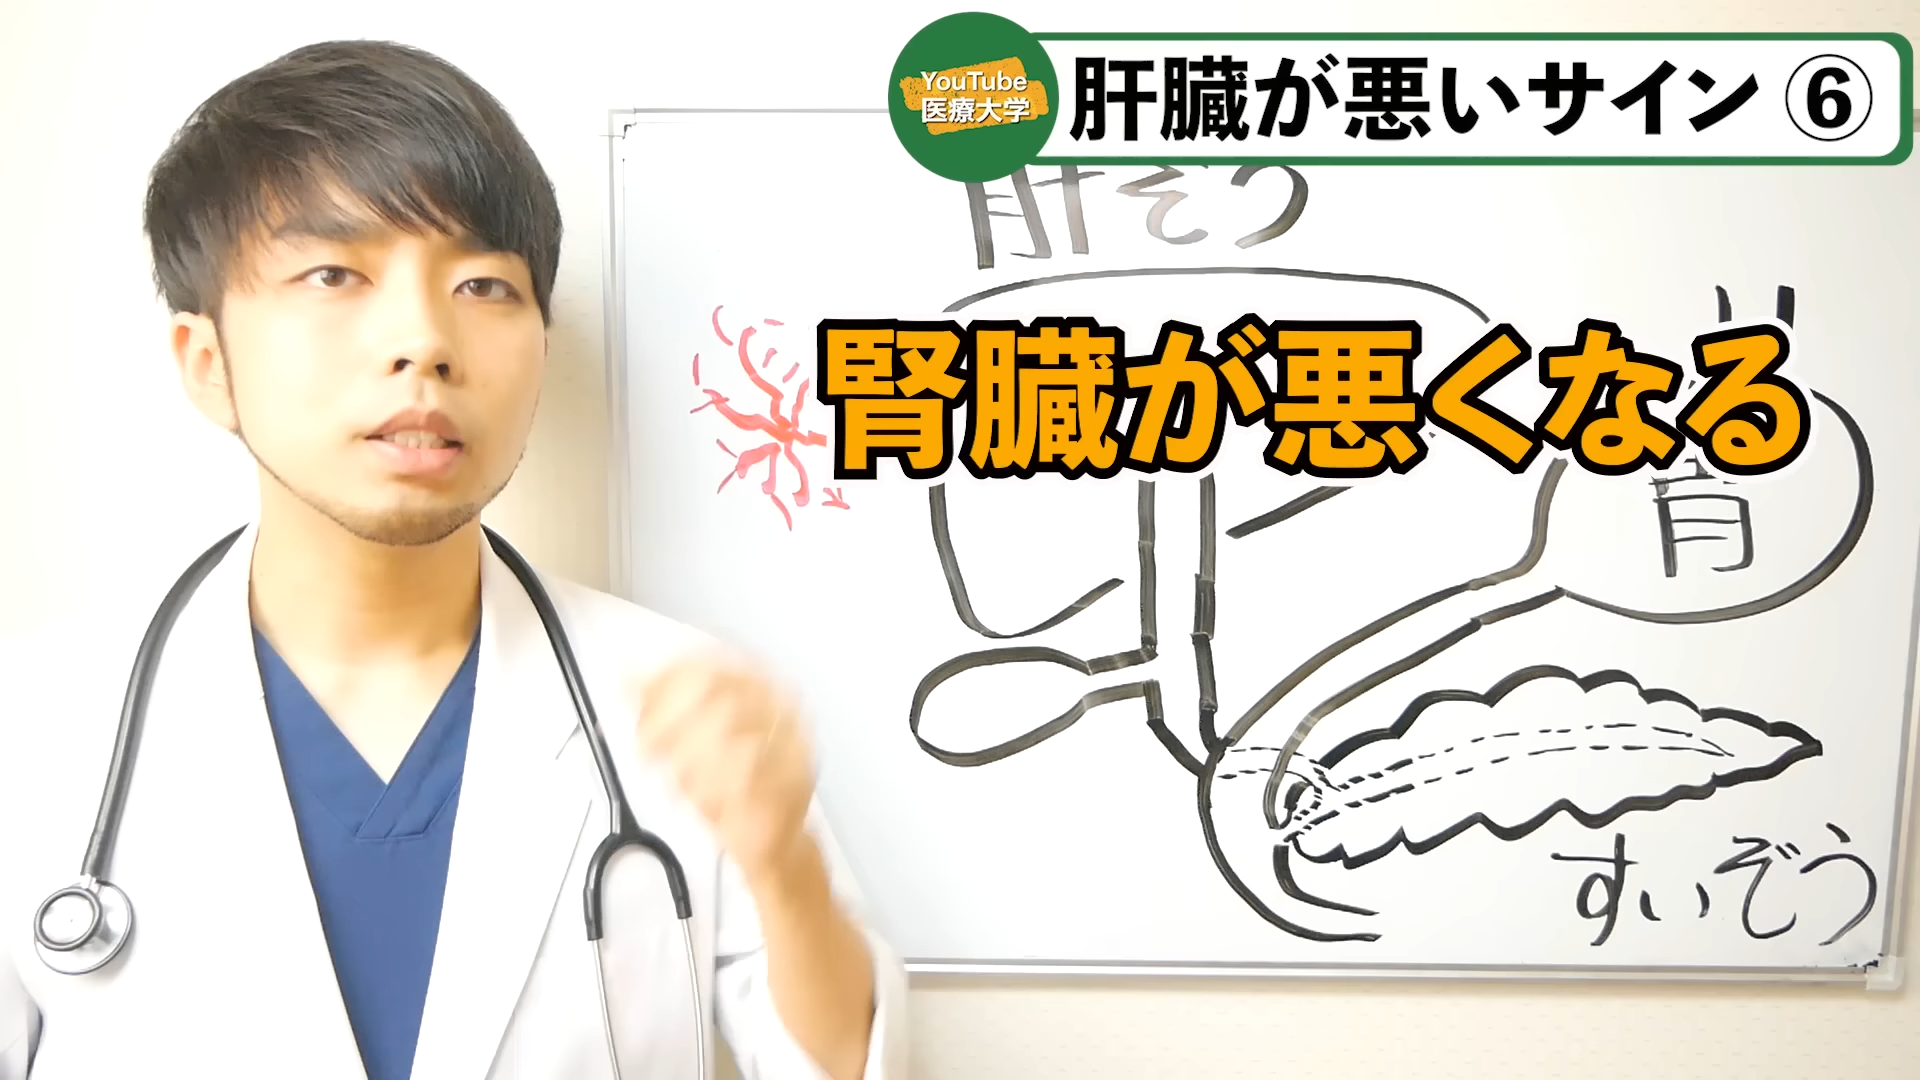 YouTube
医療大学
肝臓が悪いサイン ⑥
肝ぞう
腎臓が悪くなる
胃
すいぞう